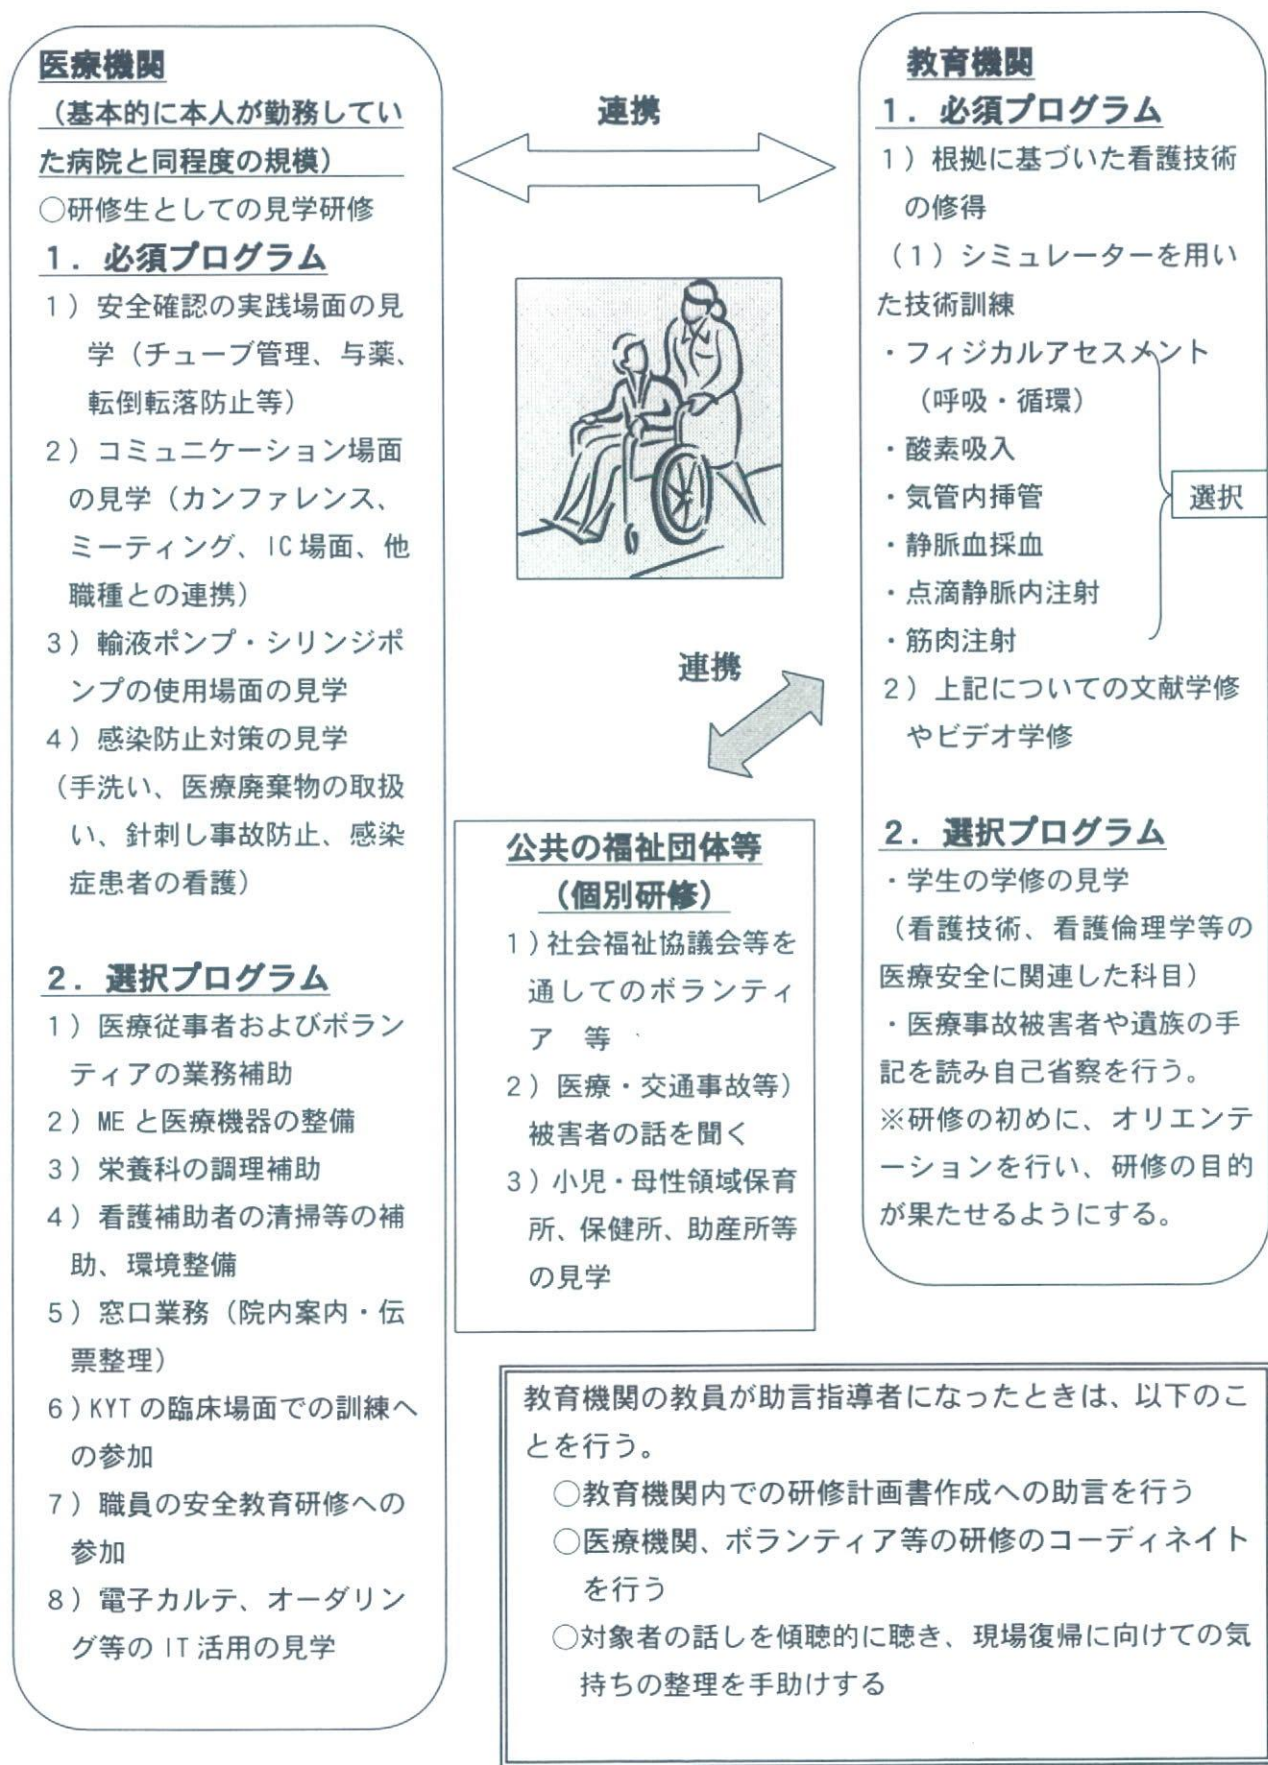 医療機関
（基本的に本人が勤務してい
た病院と同程度の規模）
○研修生としての見学研修
１．必須プログラム
１）安全確認の実践場面の見
学（チューブ管理、与薬、
転倒転落防止等）
２）コミュニケーション場面
の見学（カンファレンス、
ミーティング、IC場面、他
職種との連携）
３）輸液ポンプ・シリンジポ
ンプの使用場面の見学
４）感染防止対策の見学
（手洗い、医療廃棄物の取扱
い、針刺し事故防止、感染
症患者の看護）
２．選択プログラム
１）医療従事者およびボラン
ティアの業務補助
２）MEと医療機器の整備
３）栄養科の調理補助
４）看護補助者の清掃等の補
助、環境整備
５）窓口業務（院内案内・伝
票整理）
６）KYTの臨床場面での訓練へ
の参加
７）職員の安全教育研修への
参加
８）電子カルテ、オーダリン
グ等のIT活用の見学
連携
連携
公共の福祉団体等
（個別研修）
１）社会福祉協議会等を
通してのボランティ
ア　等
２）医療・交通事故等）
被害者の話を聞く
３）小児・母性領域保育
所、保健所、助産所等
の見学
教育機関
１．必須プログラム
１）根拠に基づいた看護技術
の修得
（１）シミュレーターを用い
た技術訓練
・フィジカルアセスメント
（呼吸・循環）
・酸素吸入
・気管内挿管
・静脈血採血
・点滴静脈内注射
・筋肉注射
選択
２）上記についての文献学修
やビデオ学修
２．選択プログラム
・学生の学修の見学
（看護技術、看護倫理学等の
医療安全に関連した科目）
・医療事故被害者や遺族の手
記を読み自己省察を行う。
※研修の初めに、オリエンテ
ーションを行い、研修の目的
が果たせるようにする。
教育機関の教員が助言指導者になったときは、以下のこ
とを行う。
○教育機関内での研修計画書作成への助言を行う
○医療機関、ボランティア等の研修のコーディネイト
を行う
○対象者の話しを傾聴的に聴き、現場復帰に向けての気
持ちの整理を手助けする